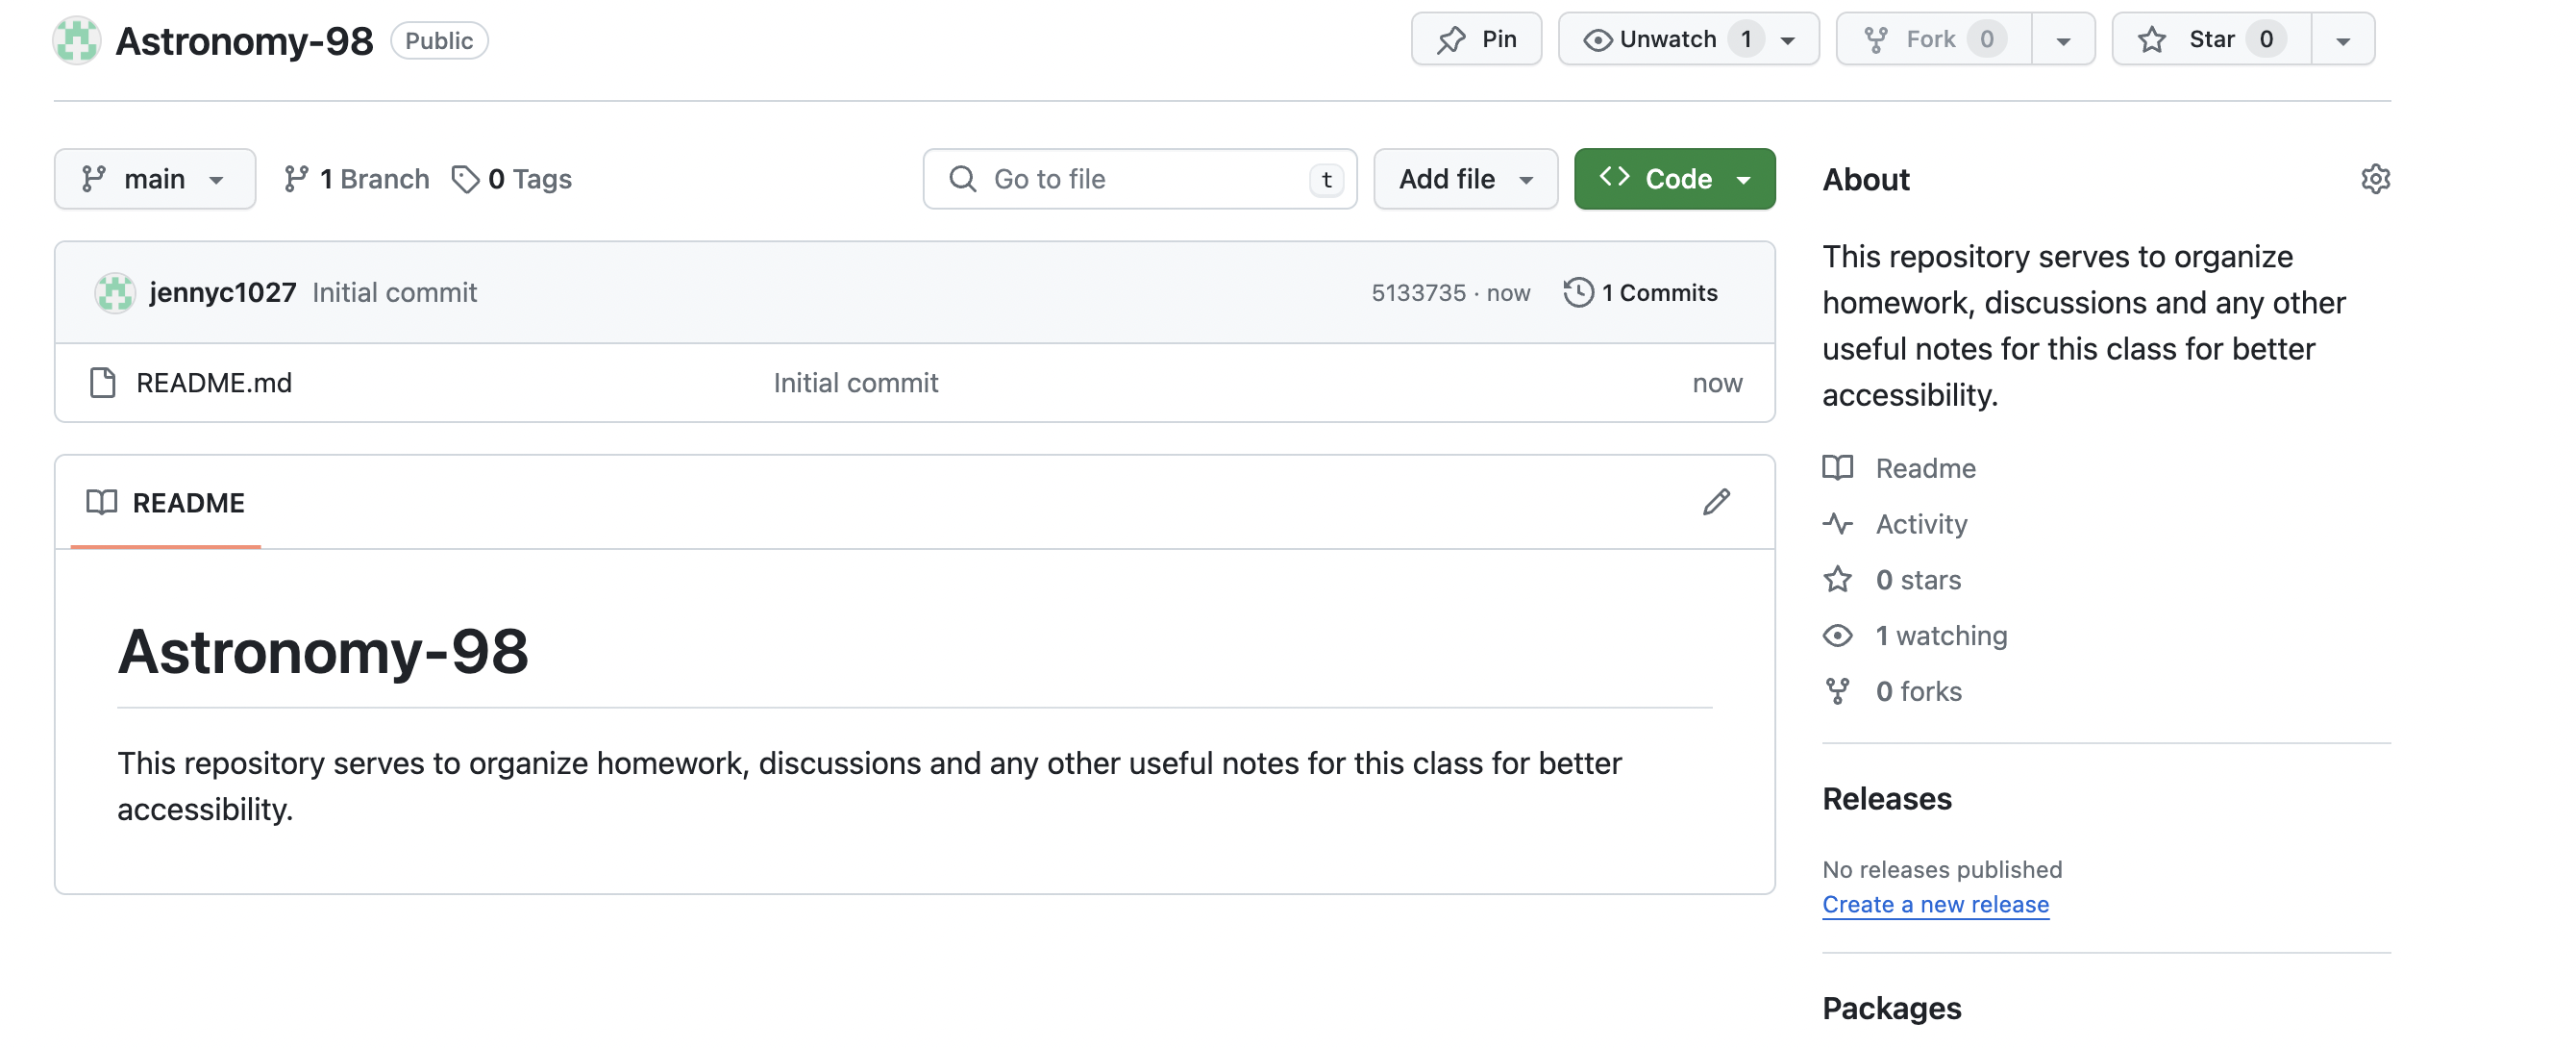 Astronomy-98 Public Pin Unwatch 1 Fork 0 Star 0
main 1 Branch 0 Tags Go to file t Add file Code
jennyc1027 Initial commit 5133735 · now 1 Commits
README.md Initial commit now
README
Astronomy-98
This repository serves to organize homework, discussions and any other useful notes for this class for better
accessibility.
About
This repository serves to organize
homework, discussions and any other
useful notes for this class for better
accessibility.
Readme
Activity
0 stars
1 watching
0 forks
Releases
No releases published
Create a new release
Packages